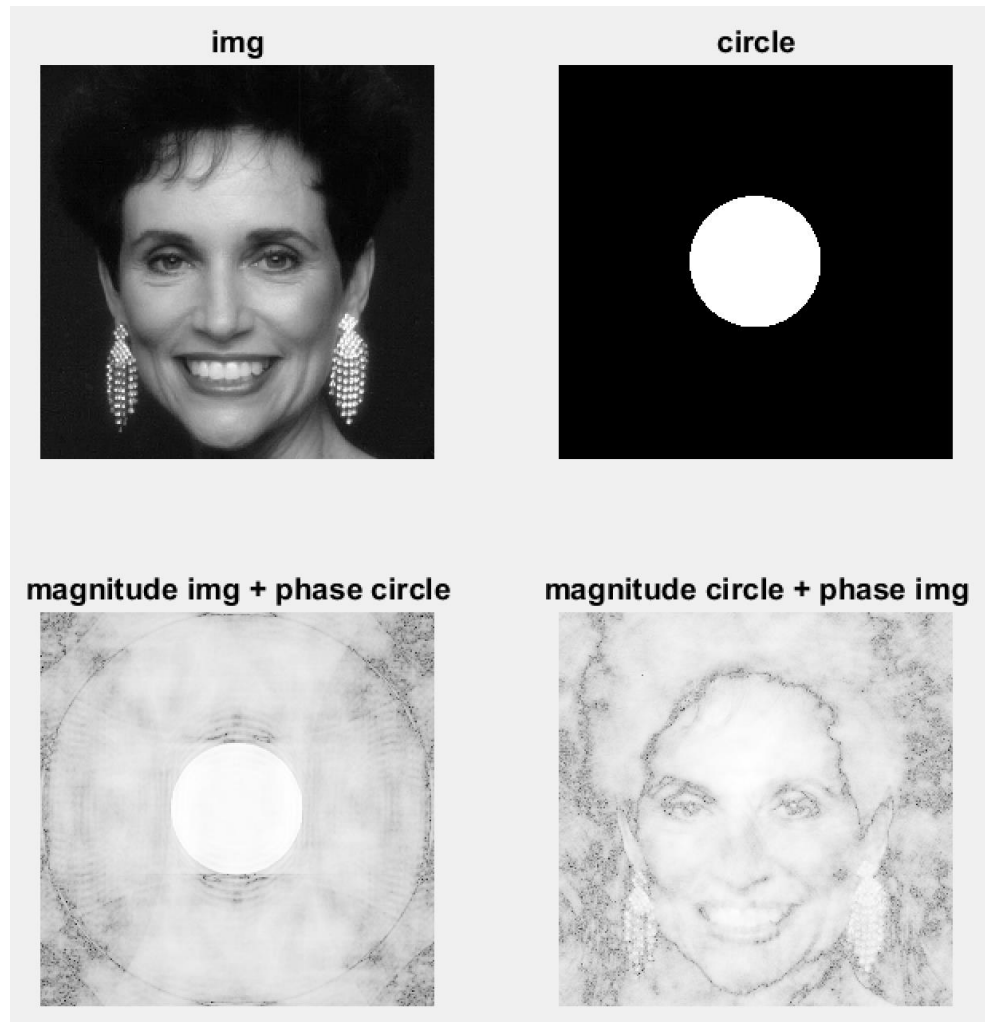 img
circle
magnitude img + phase circle
magnitude circle + phase img